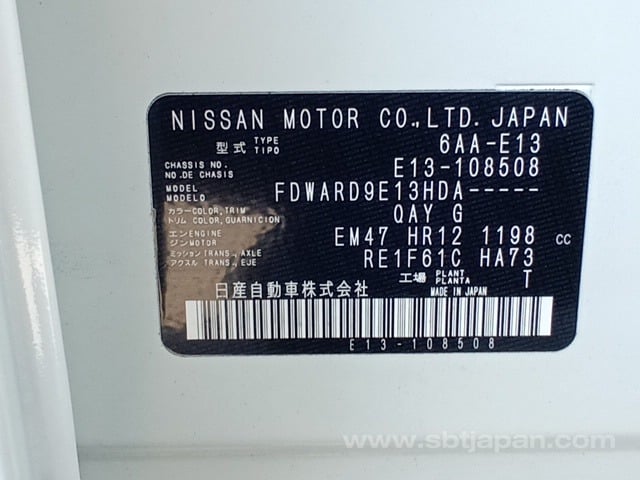 NISSAN MOTOR CO.,LTD. JAPAN
型式 TYPE TIPO 6AA-E13
CHASSIS NO. NO.DE CHASIS E13-108508
MODEL MODELO FDWARD9E13HDA-----
カラー COLOR,TRIM トリム COLOR,GUARNICION QAY G
エンジン ENGINE MOTOR EM47 HR12 1198 cc
ミッション TRANS., AXLE アクスル TRANS., EJE RE1F61C HA73
工場 PLANT PLANTA T
日産自動車株式会社 MADE IN JAPAN
E13-108508
www.sbtjapan.com